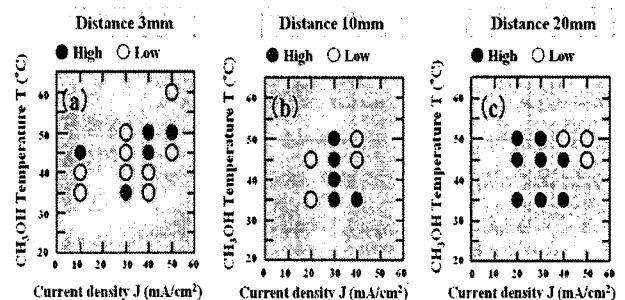 Distance 3mm
● High ○ Low
CH₃OH Temperature T (°C)
(a)
60
50
40
30
20
0 10 20 30 40 50 60
Current density J (mA/cm²)
Distance 10mm
● High ○ Low
CH₃OH Temperature T (°C)
(b)
60
50
40
30
20
0 10 20 30 40 50 60
Current density J (mA/cm²)
Distance 20mm
● High ○ Low
CH₃OH Temperature T (°C)
(c)
60
50
40
30
20
0 10 20 30 40 50 60
Current density J (mA/cm²)